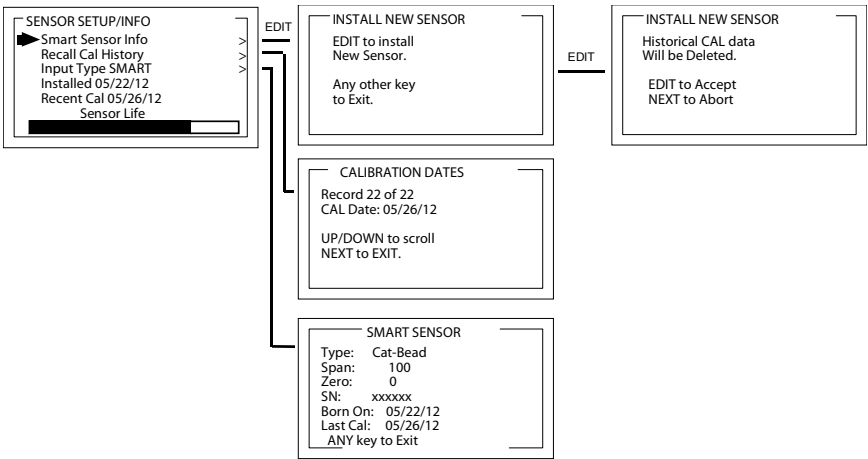 SENSOR SETUP/INFO
Smart Sensor Info >
Recall Cal History >
Input Type SMART >
Installed 05/22/12
Recent Cal 05/26/12
Sensor Life
EDIT
INSTALL NEW SENSOR
EDIT to install
New Sensor.
Any other key
to Exit.
EDIT
INSTALL NEW SENSOR
Historical CAL data
Will be Deleted.
EDIT to Accept
NEXT to Abort
CALIBRATION DATES
Record 22 of 22
CAL Date: 05/26/12
UP/DOWN to scroll
NEXT to EXIT.
SMART SENSOR
Type: Cat-Bead
Span: 100
Zero: 0
SN: xxxxxx
Born On: 05/22/12
Last Cal: 05/26/12
ANY key to Exit